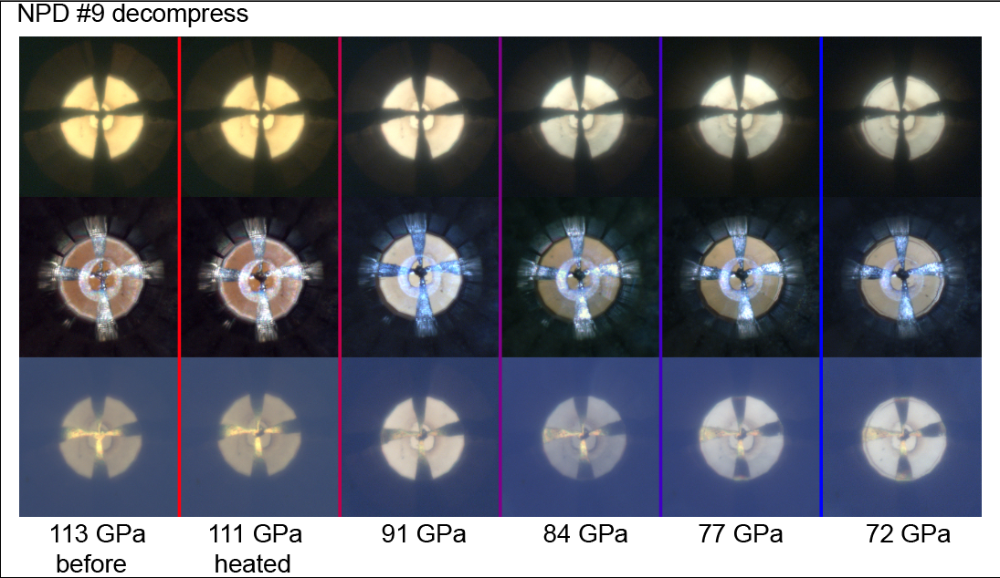 NPD #9 decompress
113 GPa before
111 GPa heated
91 GPa
84 GPa
77 GPa
72 GPa